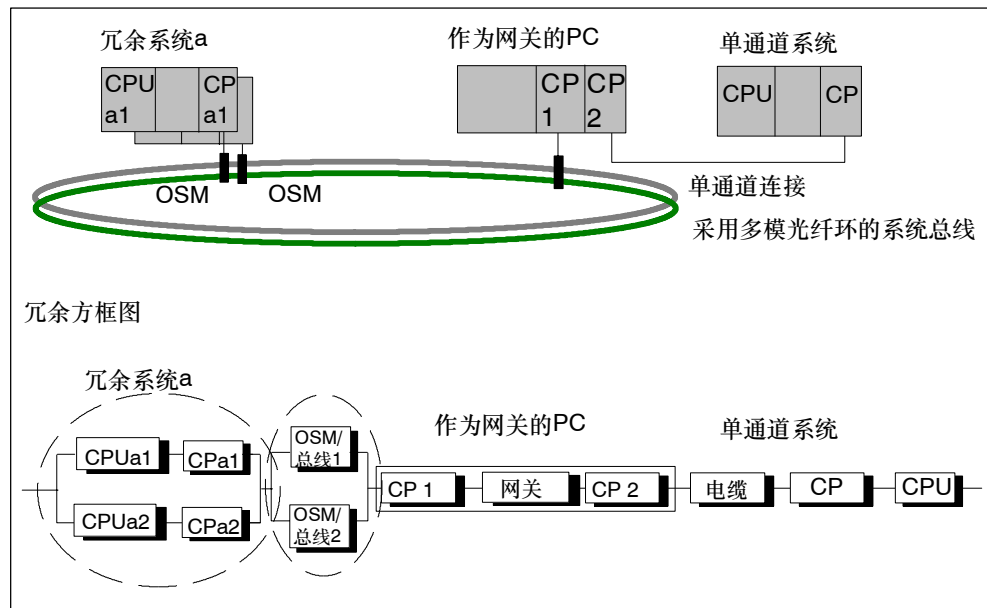 冗余系统a
作为网关的PC
单通道系统
CPU
a1
CP
a1
CP
1
CP
2
CPU
CP
OSM
OSM
单通道连接
采用多模光纤环的系统总线
冗余方框图
冗余系统a
作为网关的PC
单通道系统
CPUa1
CPa1
OSM/
总线1
CP 1
网关
CP 2
电缆
CP
CPU
CPUa2
CPa2
OSM/
总线2